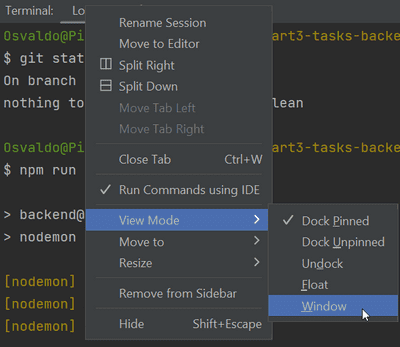 Terminal: Lo
Osvaldo@Pi art3-tasks-backe
$ git stat
On branch
nothing to lean
Osvaldo@Pi art3-tasks-backe
$ npm run
> backend@
> nodemon
[nodemon]
[nodemon]
[nodemon]
Rename Session
Move to Editor
Split Right
Split Down
Move Tab Left
Move Tab Right
Close Tab Ctrl+W
Run Commands using IDE
View Mode
Move to
Resize
Remove from Sidebar
Hide Shift+Escape
Dock Pinned
Dock Unpinned
Undock
Float
Window